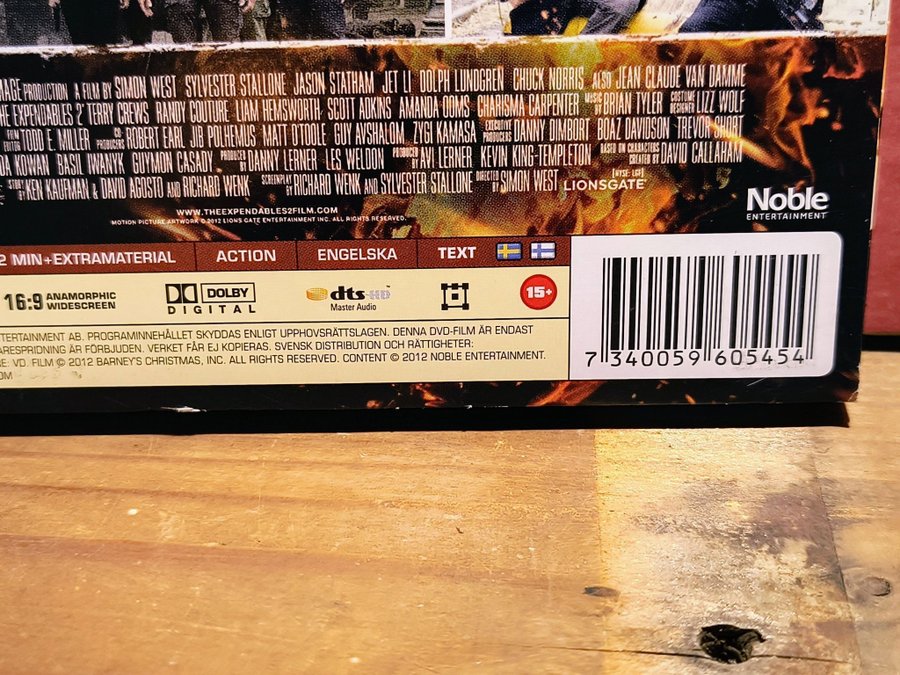 MAGE PRODUCTION A FILM BY SIMON WEST SYLVESTER STALLONE JASON STATHAM JET LI DOLPH LUNDGREN CHUCK NORRIS ALSO JEAN CLAUDE VAN DAMME
THE EXPENDABLES 2 TERRY CREWS RANDY COUTURE LIAM HEMSWORTH SCOTT ADKINS AMANDA OOMS CHARISMA CARPENTER MUSIC BY BRIAN TYLER COSTUME DESIGNER LIZZ WOLF
FILM EDITOR TODD E. MILLER CO-PRODUCERS ROBERT EARL JB POLHEMUS MATT O'TOOLE GUY AVSHALOM ZYGI KAMASA EXECUTIVE PRODUCERS DANNY DIMBORT BOAZ DAVIDSON TREVOR SHORT
DA KOWAN BASIL IWANYK GUYMON CASADY PRODUCED BY DANNY LERNER LES WELDON PRODUCED BY AVI LERNER KEVIN KING-TEMPLETON BASED ON CHARACTERS CREATED BY DAVID CALLAHAM
STORY BY KEN KAUFMAN & DAVID AGOSTO AND RICHARD WENK SCREENPLAY BY RICHARD WENK AND SYLVESTER STALLONE DIRECTED BY SIMON WEST [NYSE: LGF] LIONSGATE
WWW.THEEXPENDABLES2FILM.COM
MOTION PICTURE ARTWORK © 2012 LIONS GATE ENTERTAINMENT INC. ALL RIGHTS RESERVED.
Noble
ENTERTAINMENT
2 MIN+EXTRAMATERIAL ACTION ENGELSKA TEXT
16:9 ANAMORPHIC WIDESCREEN
DOLBY DIGITAL
dts-HD Master Audio
15+
TERTAINMENT AB. PROGRAMINNEHÅLLET SKYDDAS ENLIGT UPPHOVSRÄTTSLAGEN. DENNA DVD-FILM ÄR ENDAST
ARESPRIDNING ÄR FÖRBJUDEN. VERKET FÅR EJ KOPIERAS. SVENSK DISTRIBUTION OCH RÄTTIGHETER:
NE: VD. FILM © 2012 BARNEY'S CHRISTMAS, INC. ALL RIGHTS RESERVED. CONTENT © 2012 NOBLE ENTERTAINMENT.
OM
7 340059 605454